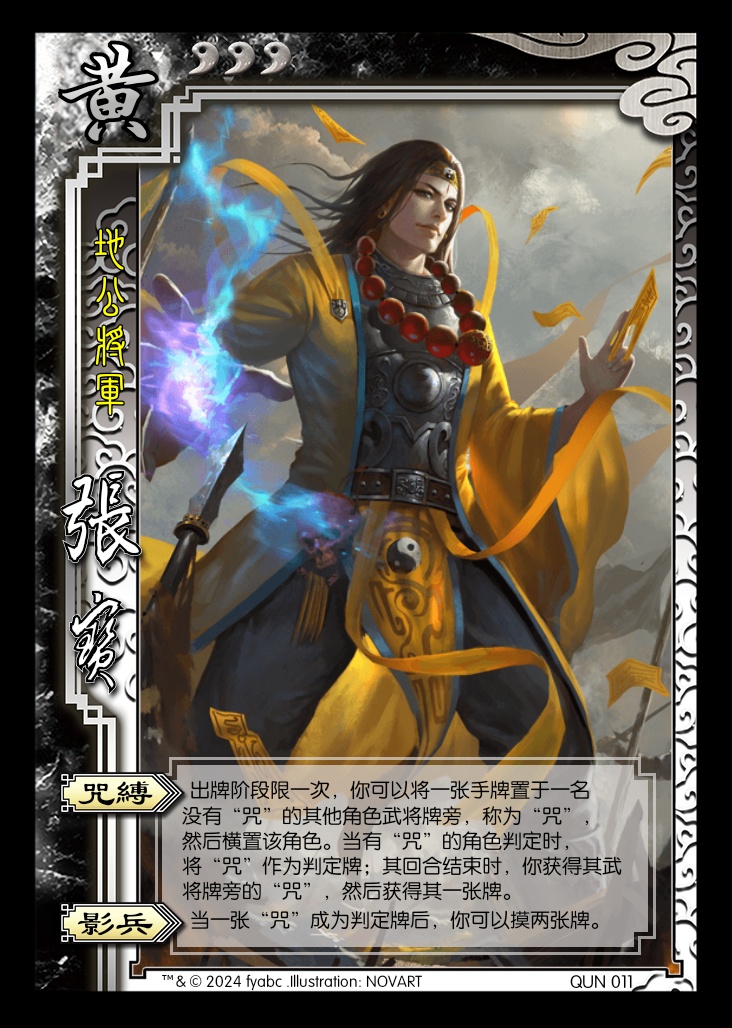 黄
地公將軍
張寶
咒縛
出牌阶段限一次，你可以将一张手牌置于一名
没有“咒”的其他角色武将牌旁，称为“咒”，
然后横置该角色。当有“咒”的角色判定时，
将“咒”作为判定牌；其回合结束时，你获得其武
将牌旁的“咒”，然后获得其一张牌。
影兵
当一张“咒”成为判定牌后，你可以摸两张牌。
™ & © 2024 fyabc .Illustration: NOVART
QUN 011